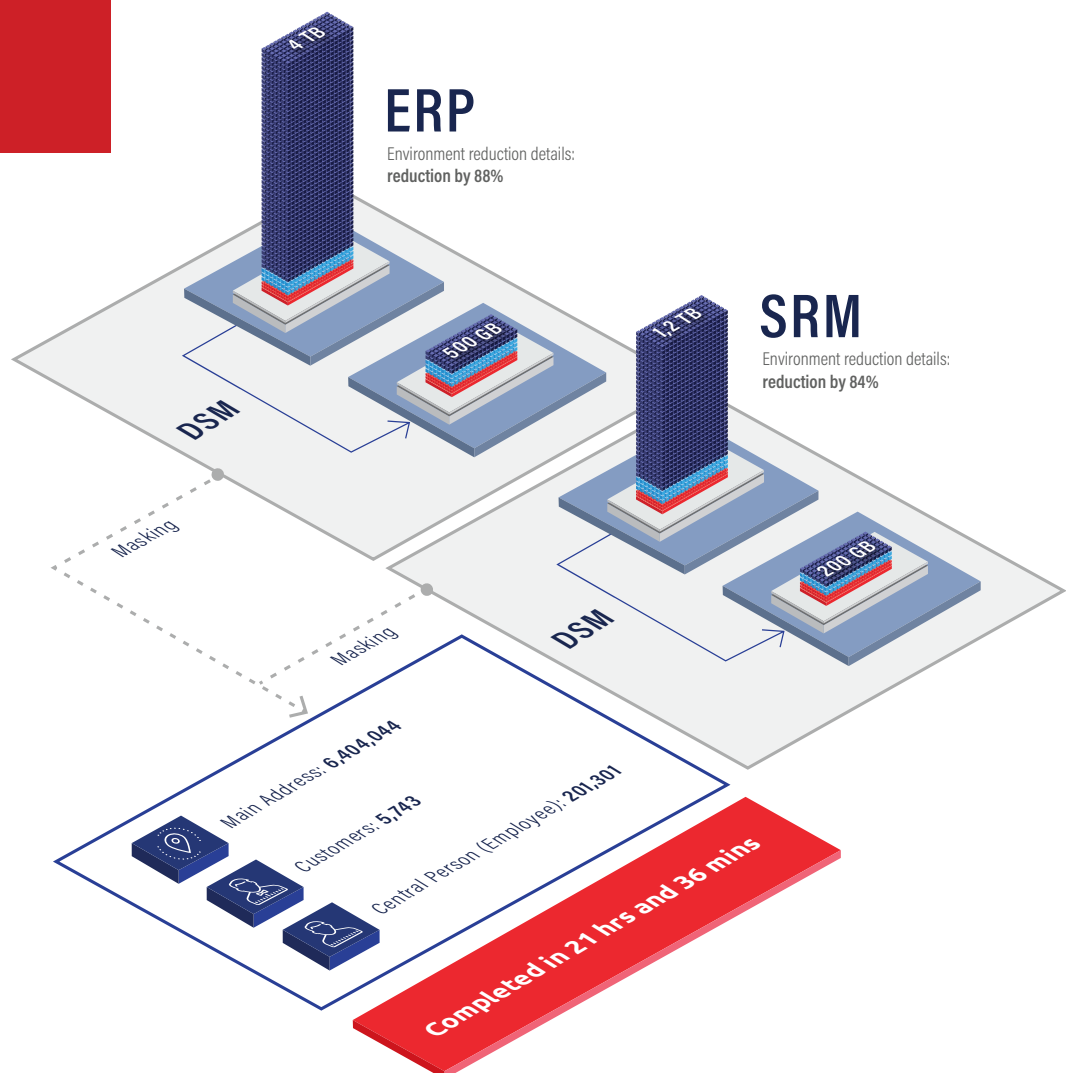 4 TB
ERP
Environment reduction details:
reduction by 88%
500 GB
DSM
1,2 TB
SRM
Environment reduction details:
reduction by 84%
200 GB
DSM
Masking
Masking
Main Address: 6,404,044
Customers: 5,743
Central Person (Employee): 201,301
Completed in 21 hrs and 36 mins